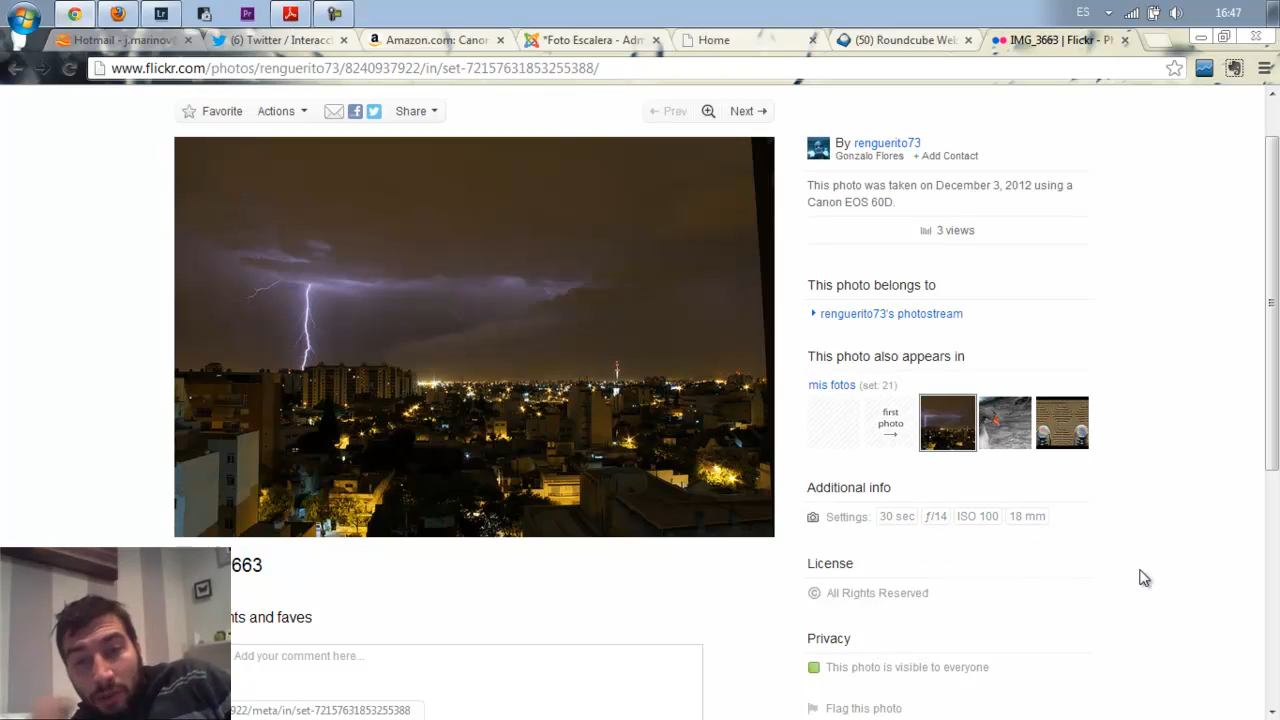 ES 16:47
Hotmail - j.marinov
(6) Twitter / Interacc
Amazon.com: Canor
*Foto Escalera - Adm
Home
(50) Roundcube Web
IMG_3663 | Flickr - Ph
www.flickr.com/photos/renguerito73/8240937922/in/set-72157631853255388/
Favorite Actions Share
← Prev Next →
By renguerito73
Gonzalo Flores + Add Contact
This photo was taken on December 3, 2012 using a
Canon EOS 60D.
3 views
This photo belongs to
renguerito73's photostream
This photo also appears in
mis fotos (set: 21)
first
photo
→
Additional info
Settings: 30 sec ƒ/14 ISO 100 18 mm
License
© All Rights Reserved
Privacy
This photo is visible to everyone
Flag this photo
663
nts and faves
Add your comment here...
922/meta/in/set-72157631853255388